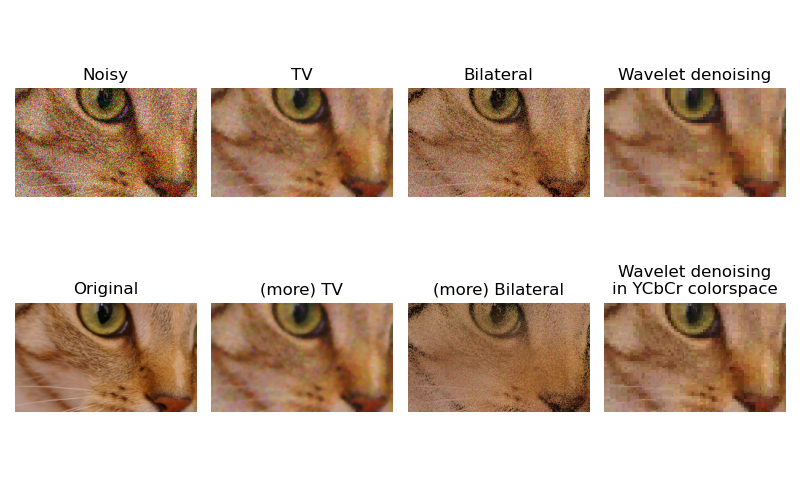 Noisy
TV
Bilateral
Wavelet denoising
Original
(more) TV
(more) Bilateral
Wavelet denoising
in YCbCr colorspace